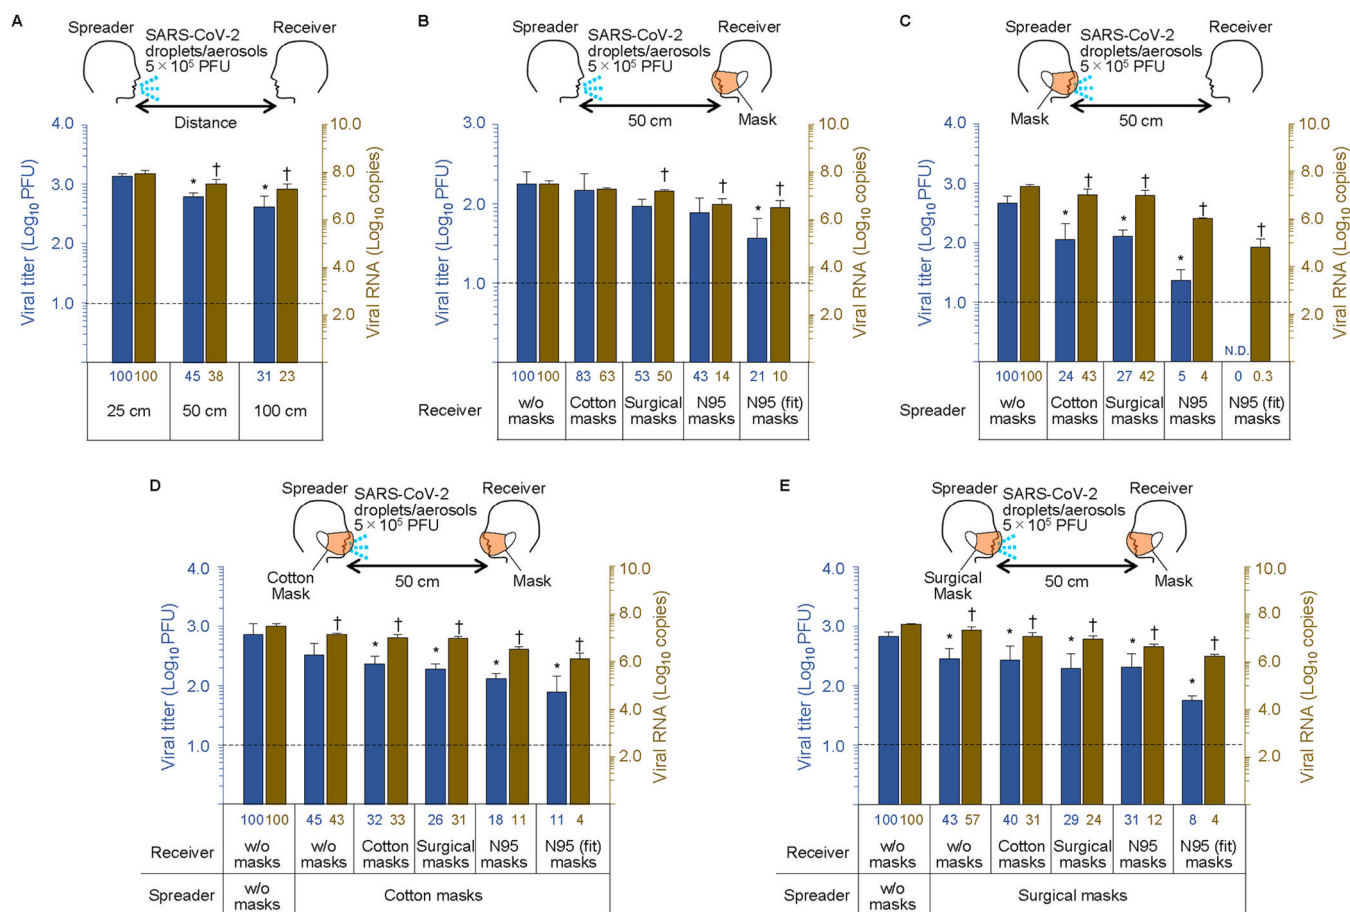 A
Spreader
SARS-CoV-2
droplets/aerosols
5 × 10⁵ PFU
Receiver
Distance
Viral titer (Log₁₀ PFU)
4.0
3.0
2.0
1.0
Viral RNA (Log₁₀ copies)
10.0
8.0
6.0
4.0
2.0
* † * †
100 100 45 38 31 23
25 cm 50 cm 100 cm
B
Spreader
SARS-CoV-2
droplets/aerosols
5 × 10⁵ PFU
Receiver
50 cm
Mask
Viral titer (Log₁₀ PFU)
3.0
2.0
1.0
Viral RNA (Log₁₀ copies)
10.0
8.0
6.0
4.0
2.0
† † * †
100 100 83 63 53 50 43 14 21 10
Receiver
w/o masks
Cotton masks
Surgical masks
N95 masks
N95 (fit) masks
C
Spreader
SARS-CoV-2
droplets/aerosols
5 × 10⁵ PFU
Receiver
Mask
50 cm
Viral titer (Log₁₀ PFU)
4.0
3.0
2.0
1.0
Viral RNA (Log₁₀ copies)
10.0
8.0
6.0
4.0
2.0
* † * † * † †
N.D.
100 100 24 43 27 42 5 4 0 0.3
Spreader
w/o masks
Cotton masks
Surgical masks
N95 masks
N95 (fit) masks
D
Spreader
SARS-CoV-2
droplets/aerosols
5 × 10⁵ PFU
Receiver
Cotton
Mask
50 cm
Mask
Viral titer (Log₁₀ PFU)
4.0
3.0
2.0
1.0
Viral RNA (Log₁₀ copies)
10.0
8.0
6.0
4.0
2.0
† * † * † * † * †
100 100 45 43 32 33 26 31 18 11 11 4
Receiver
w/o masks
w/o masks
Cotton masks
Surgical masks
N95 masks
N95 (fit) masks
Spreader
w/o masks
Cotton masks
E
Spreader
SARS-CoV-2
droplets/aerosols
5 × 10⁵ PFU
Receiver
Surgical
Mask
50 cm
Mask
Viral titer (Log₁₀ PFU)
4.0
3.0
2.0
1.0
Viral RNA (Log₁₀ copies)
10.0
8.0
6.0
4.0
2.0
* † * † * † * † * †
100 100 43 57 40 31 29 24 31 12 8 4
Receiver
w/o masks
w/o masks
Cotton masks
Surgical masks
N95 masks
N95 (fit) masks
Spreader
w/o masks
Surgical masks